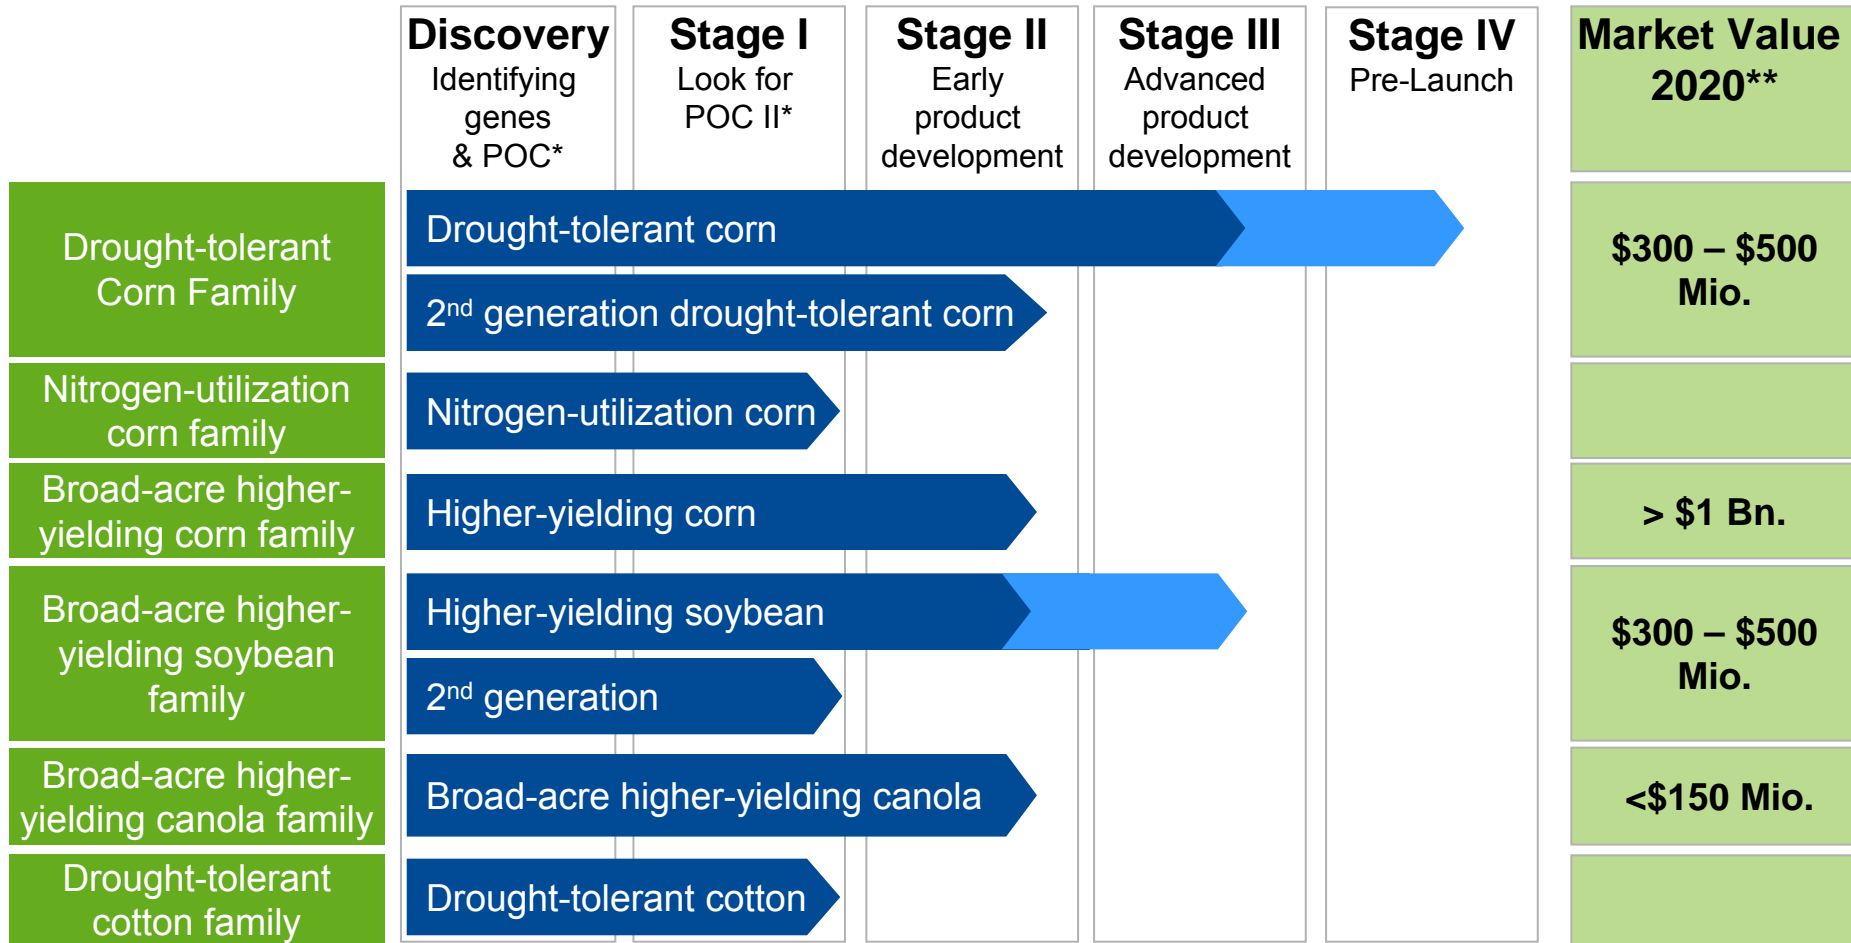 Discovery
Identifying
genes
& POC*
Stage I
Look for
POC II*
Stage II
Early
product
development
Stage III
Advanced
product
development
Stage IV
Pre-Launch
Market Value
2020**
Drought-tolerant
Corn Family
Drought-tolerant corn
2nd generation drought-tolerant corn
$300 – $500
Mio.
Nitrogen-utilization
corn family
Nitrogen-utilization corn
Broad-acre higher-
yielding corn family
Higher-yielding corn
> $1 Bn.
Broad-acre higher-
yielding soybean
family
Higher-yielding soybean
2nd generation
$300 – $500
Mio.
Broad-acre higher-
yielding canola family
Broad-acre higher-yielding canola
<$150 Mio.
Drought-tolerant
cotton family
Drought-tolerant cotton